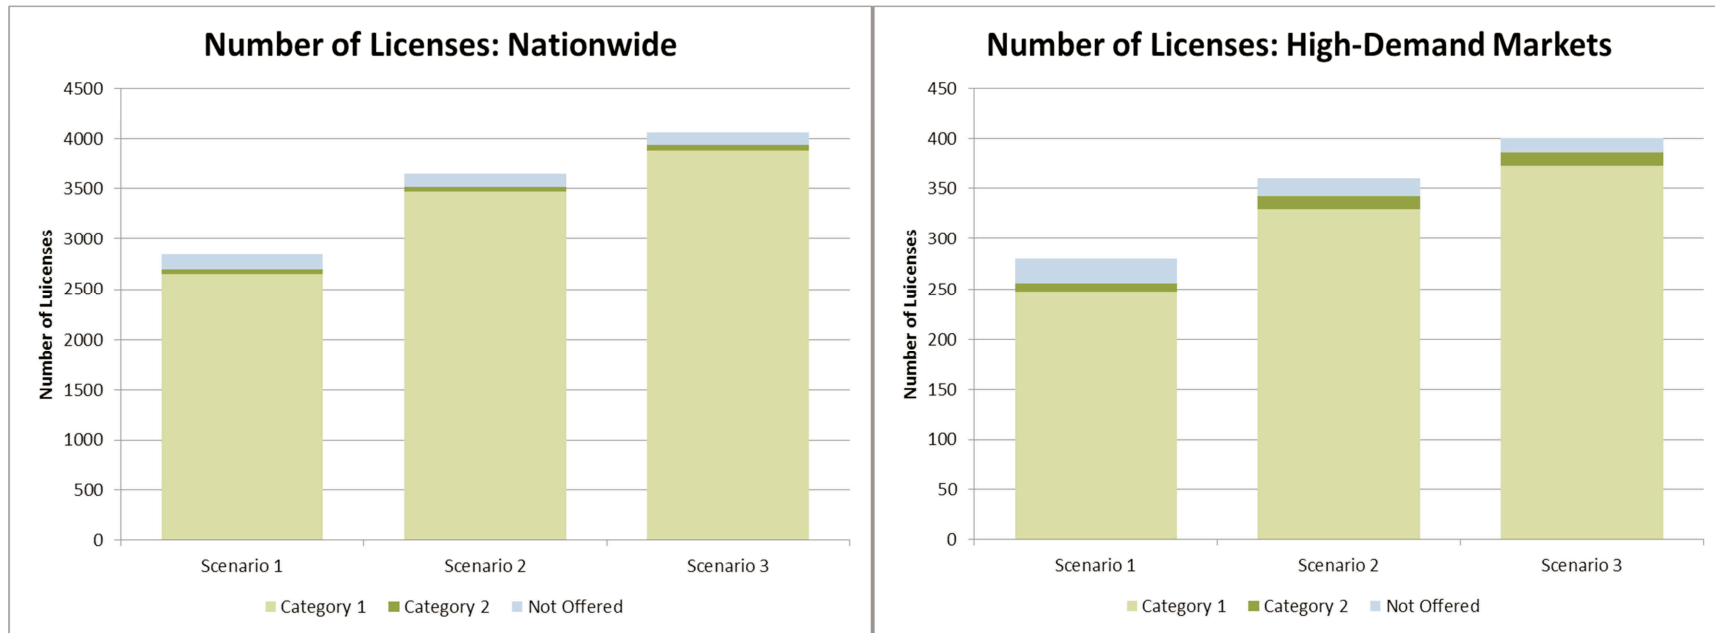 Number of Licenses: Nationwide
4500
4000
3500
3000
2500
2000
1500
1000
500
0
Number of Luicenses
Scenario 1 Scenario 2 Scenario 3
Category 1 Category 2 Not Offered
Number of Licenses: High-Demand Markets
450
400
350
300
250
200
150
100
50
0
Number of Luicenses
Scenario 1 Scenario 2 Scenario 3
Category 1 Category 2 Not Offered